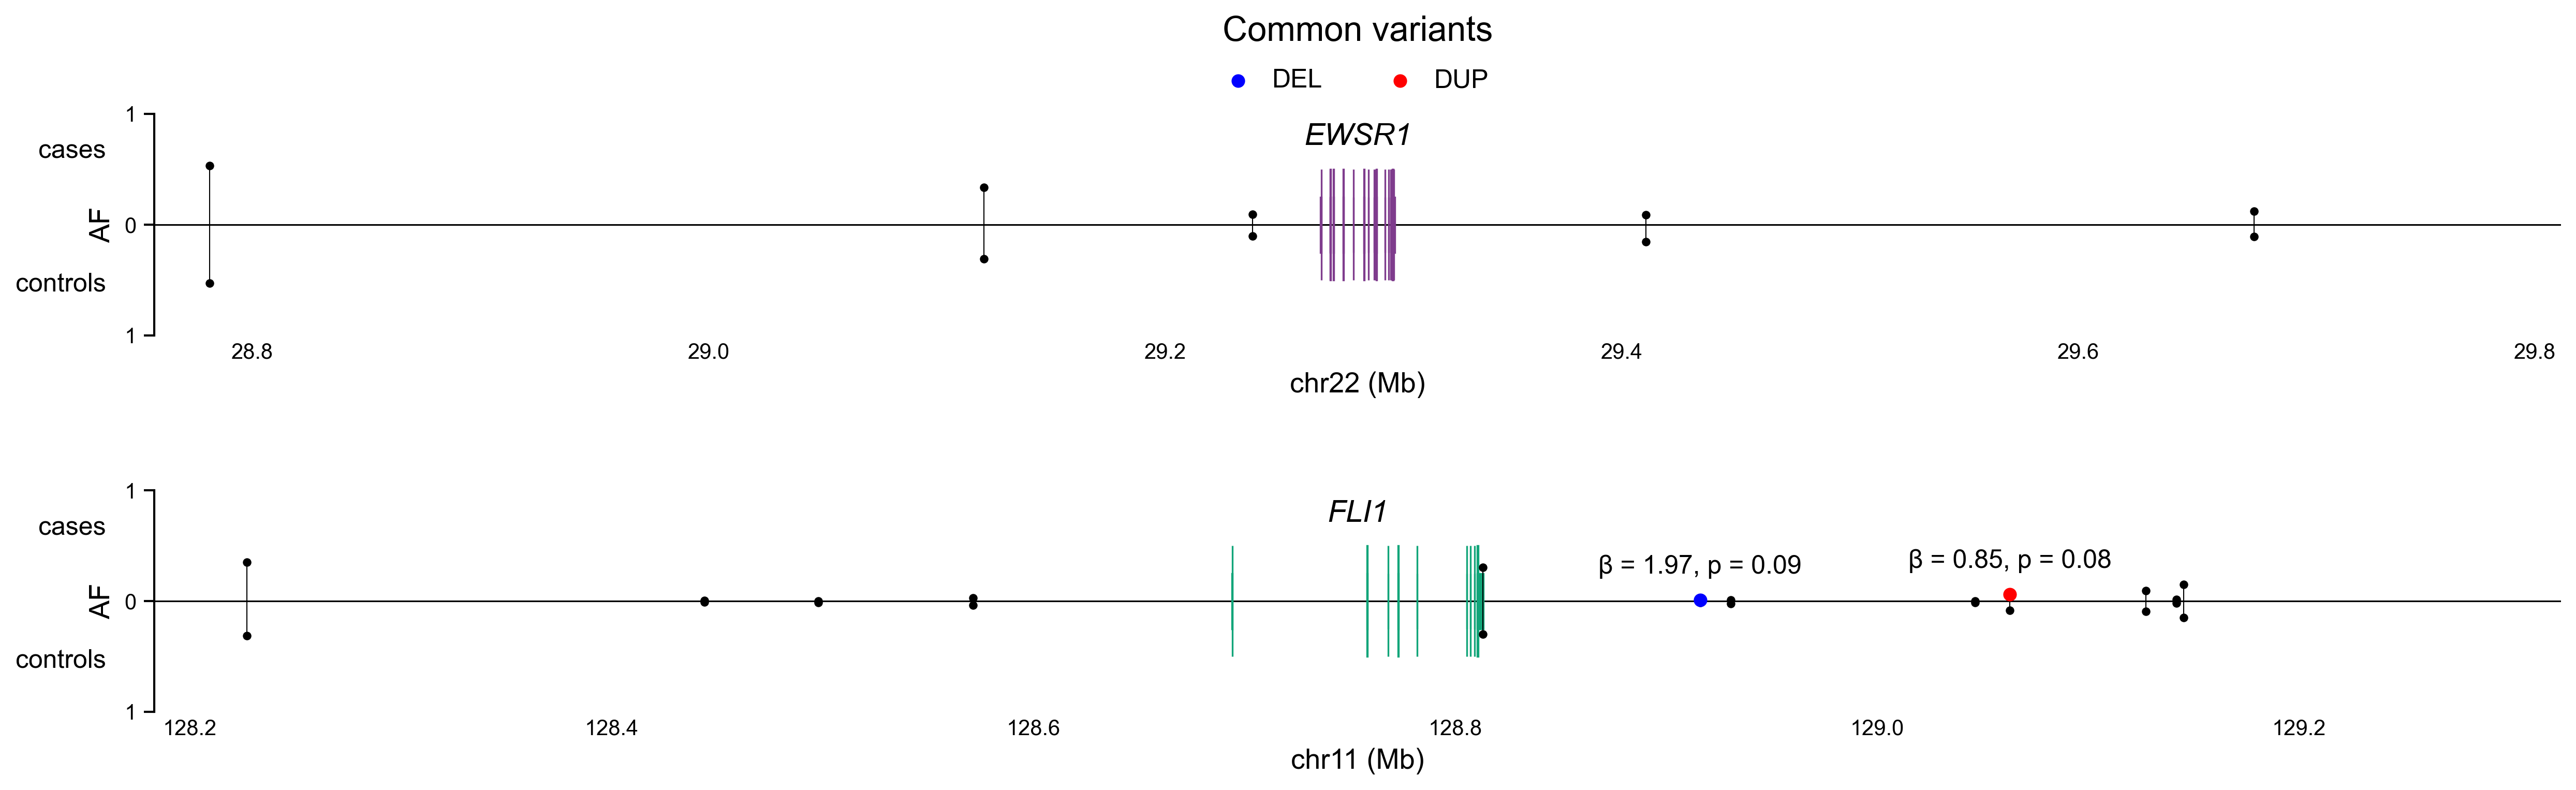 Common variants
DEL DUP
EWSR1
1
cases
AF 0
controls
1
28.8 29.0 29.2 29.4 29.6 29.8
chr22 (Mb)
FLI1
1
cases
β = 1.97, p = 0.09 β = 0.85, p = 0.08
AF 0
controls
1
128.2 128.4 128.6 128.8 129.0 129.2
chr11 (Mb)